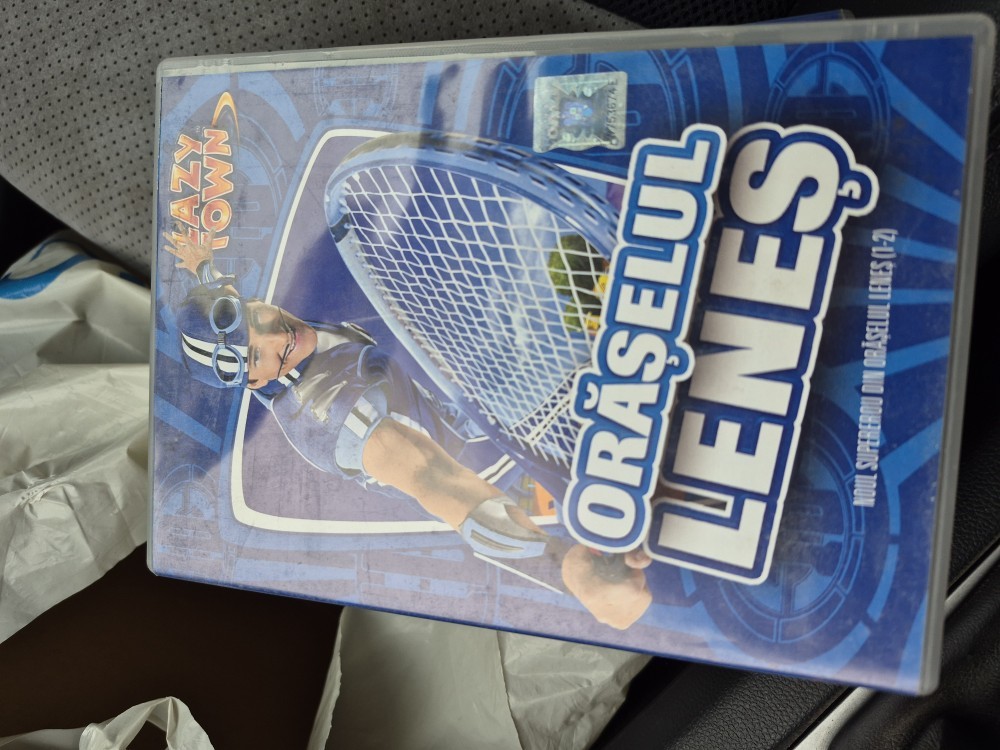 LAZY
TOWN
ORĂȘELUL
LENEȘ
NOUL SUPEREROU DIN ORĂȘELUL LENEȘ (1-2)